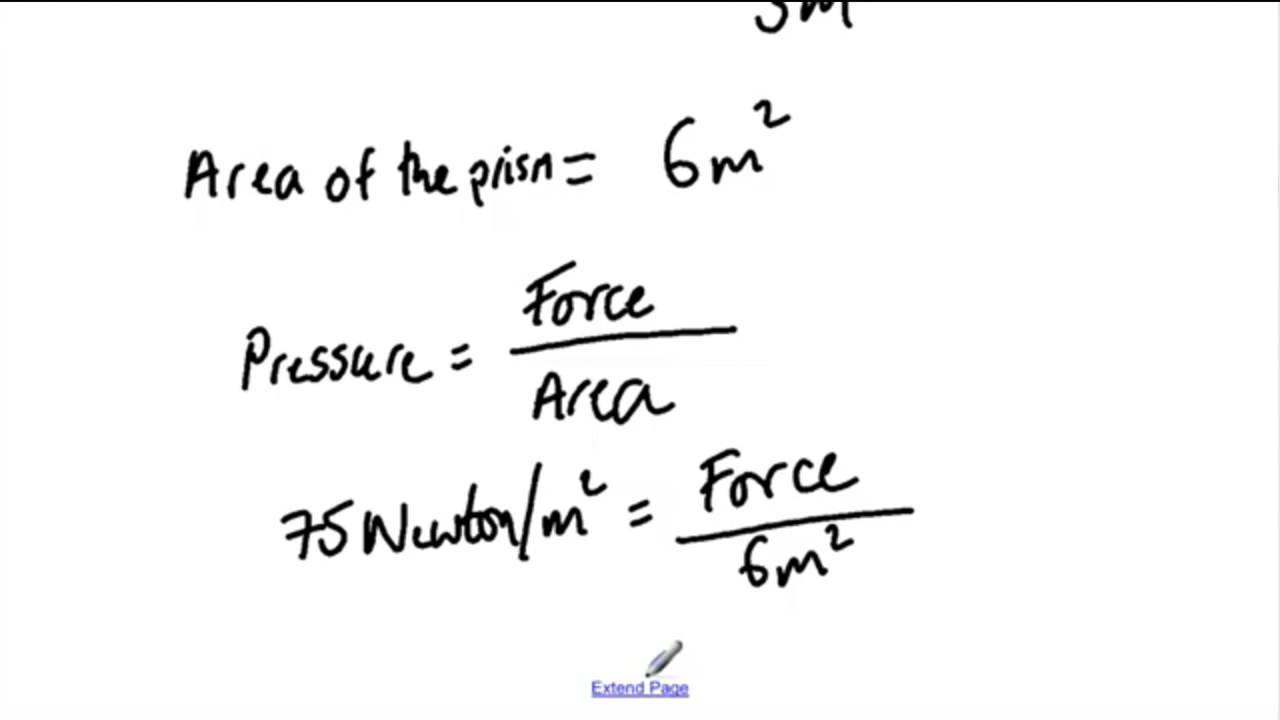 Area of the prism = 6m²
Pressure = Force / Area
75 Newton/m² = Force / 6m²
Extend Page